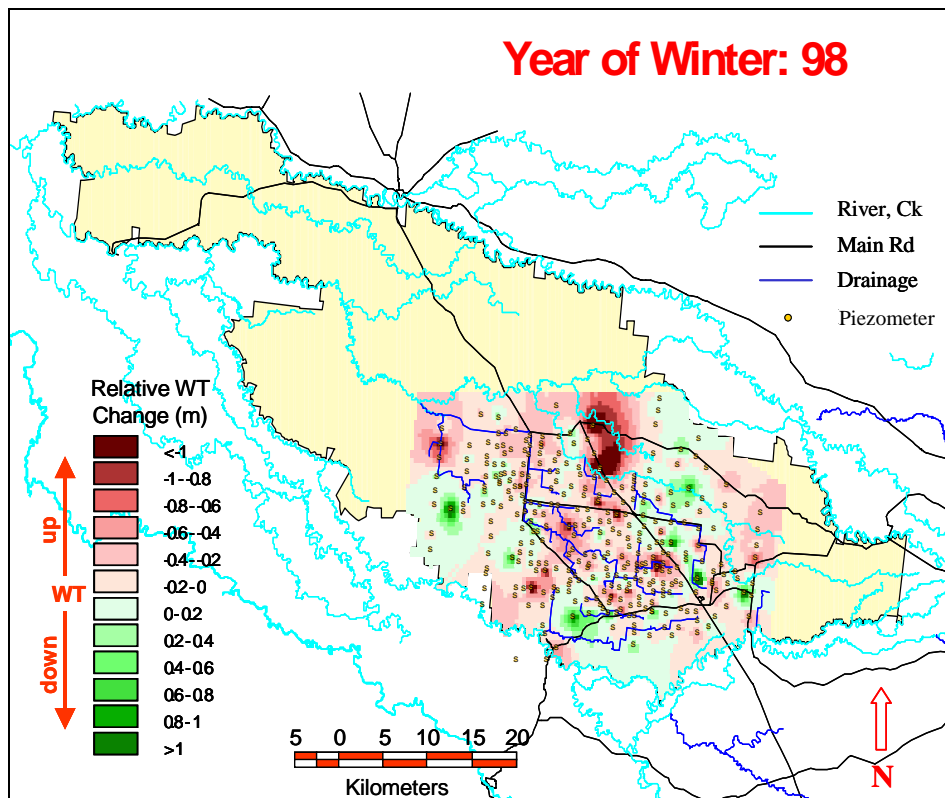 Year of Winter: 98
River, Ck
Main Rd
Drainage
Piezometer
Relative WT
Change (m)
<-1
-1--0.8
-0.8--0.6
-0.6--0.4
-0.4--0.2
-0.2-0
0-0.2
0.2-0.4
0.4-0.6
0.6-0.8
0.8-1
>1
up
WT
down
5 0 5 10 15 20
Kilometers
N